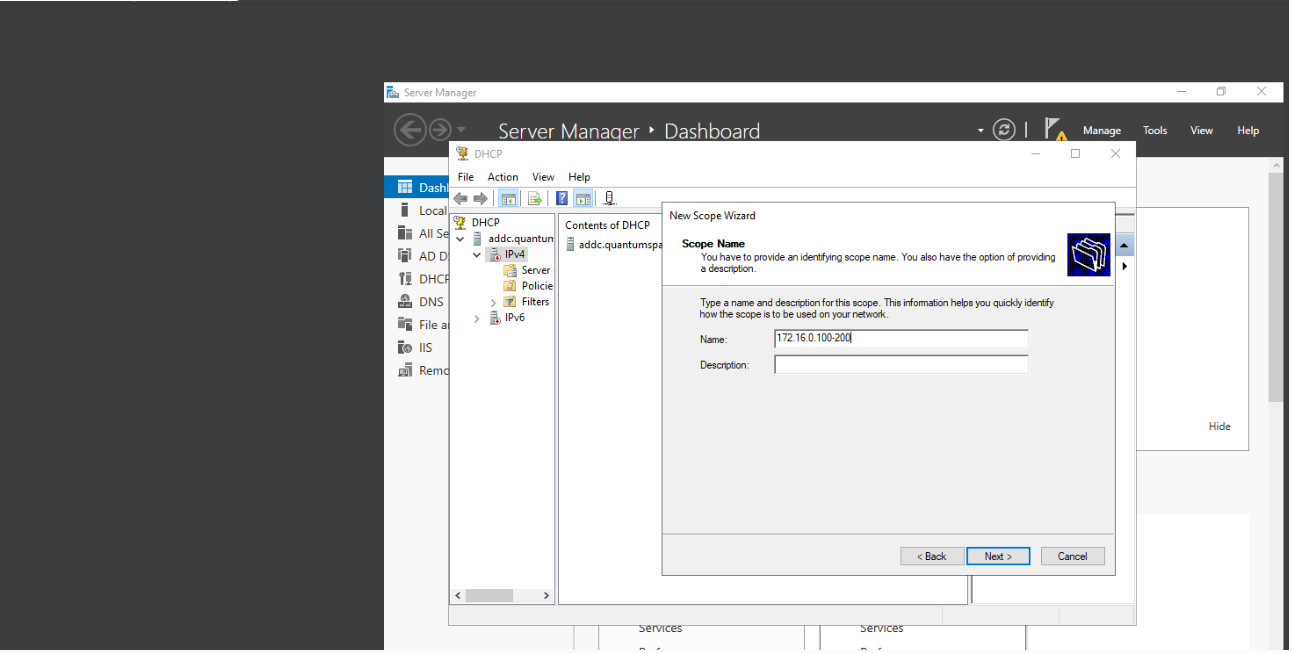 Server Manager
Server Manager ‣ Dashboard
Manage Tools View Help
DHCP
File Action View Help
Dashl
Local
All Se
AD D
DHCP
DNS
File a
IIS
Remo
DHCP
addc.quantum
IPv4
Server
Policie
Filters
IPv6
Contents of DHCP
addc.quantumspa
New Scope Wizard
Scope Name
You have to provide an identifying scope name. You also have the option of providing
a description.
Type a name and description for this scope. This information helps you quickly identify
how the scope is to be used on your network.
Name: 172.16.0.100-200
Description:
< Back Next > Cancel
Hide
Services Services